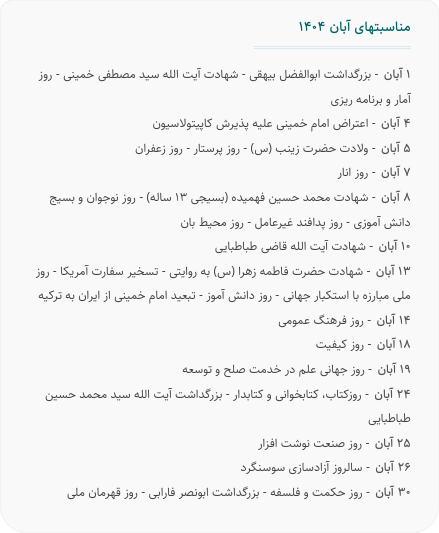 مناسبتهای آبان ۱۴۰۴
۱ آبان - بزرگداشت ابوالفضل بیهقی - شهادت آیت الله سید مصطفی خمینی - روز
آمار و برنامه ریزی
۴ آبان - اعتراض امام خمینی علیه پذیرش کاپیتولاسیون
۵ آبان - ولادت حضرت زینب (س) - روز پرستار - روز زعفران
۷ آبان - روز انار
۸ آبان - شهادت محمد حسین فهمیده (بسیجی ۱۳ ساله) - روز نوجوان و بسیج
دانش آموزی - روز پدافند غیرعامل - روز محیط بان
۱۰ آبان - شهادت آیت الله قاضی طباطبایی
۱۳ آبان - شهادت حضرت فاطمه زهرا (س) به روایتی - تسخیر سفارت آمریکا - روز
ملی مبارزه با استکبار جهانی - روز دانش آموز - تبعید امام خمینی از ایران به ترکیه
۱۴ آبان - روز فرهنگ عمومی
۱۸ آبان - روز کیفیت
۱۹ آبان - روز جهانی علم در خدمت صلح و توسعه
۲۴ آبان - روزکتاب، کتابخوانی و کتابدار - بزرگداشت آیت الله سید محمد حسین
طباطبایی
۲۵ آبان - روز صنعت نوشت افزار
۲۶ آبان - سالروز آزادسازی سوسنگرد
۳۰ آبان - روز حکمت و فلسفه - بزرگداشت ابونصر فارابی - روز قهرمان ملی